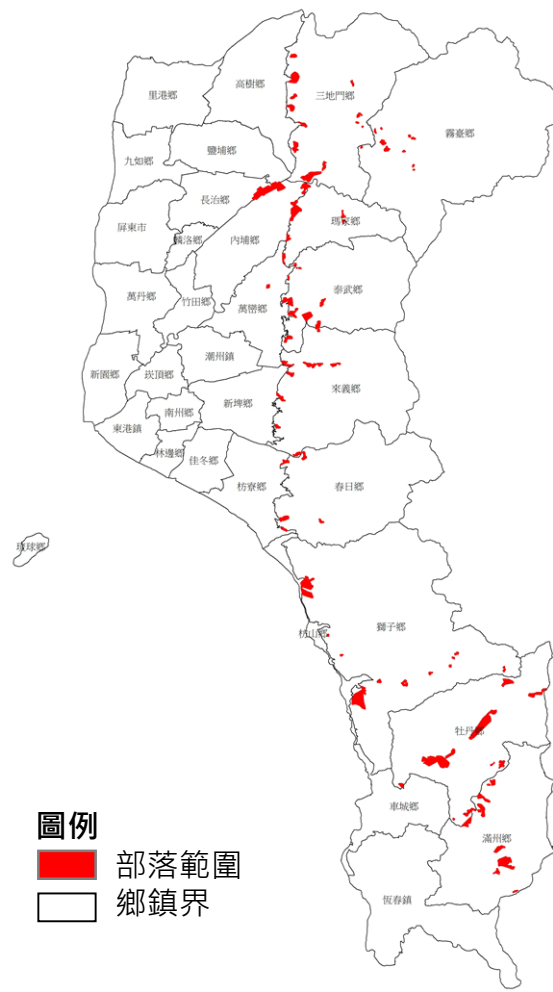 高樹鄉
里港鄉
三地門鄉
霧臺鄉
鹽埔鄉
九如鄉
長治鄉
屏東市
瑪家鄉
麟洛鄉
內埔鄉
泰武鄉
萬丹鄉
竹田鄉
萬巒鄉
潮州鎮
新園鄉
崁頂鄉
來義鄉
新埤鄉
南州鄉
東港鎮
林邊鄉
佳冬鄉
枋寮鄉
春日鄉
琉球鄉
獅子鄉
枋山鄉
牡丹鄉
車城鄉
滿州鄉
恆春鎮
圖例
部落範圍
鄉鎮界